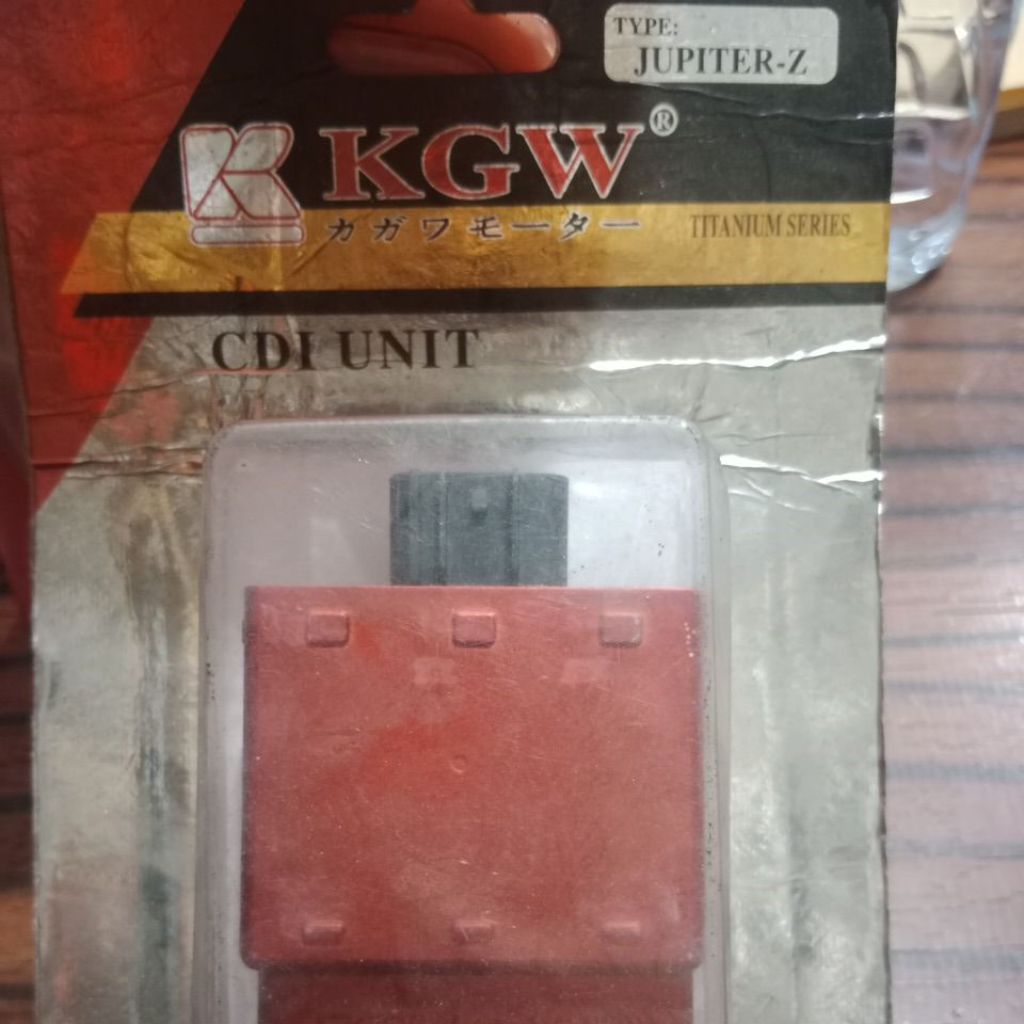 TYPE:
JUPITER-Z
KGW®
カガワモーター
TITANIUM SERIES
CDI UNIT